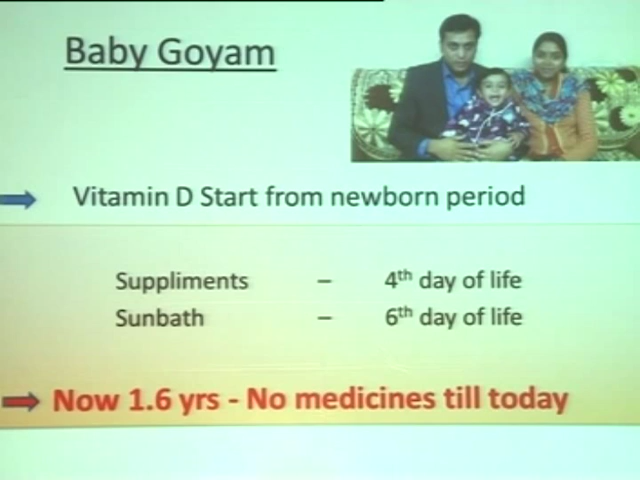 Baby Goyam
Vitamin D Start from newborn period
Suppliments – 4th day of life
Sunbath – 6th day of life
Now 1.6 yrs - No medicines till today